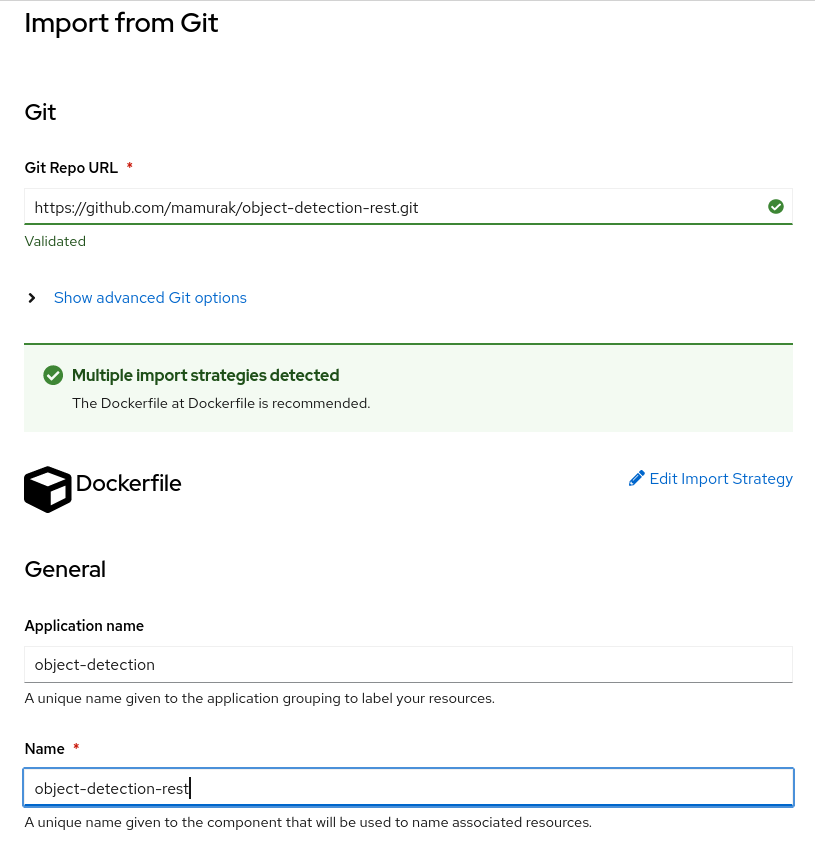 Import from Git
Git
Git Repo URL *
https://github.com/mamurak/object-detection-rest.git
Validated
Show advanced Git options
Multiple import strategies detected
The Dockerfile at Dockerfile is recommended.
Dockerfile
Edit Import Strategy
General
Application name
object-detection
A unique name given to the application grouping to label your resources.
Name *
object-detection-rest
A unique name given to the component that will be used to name associated resources.